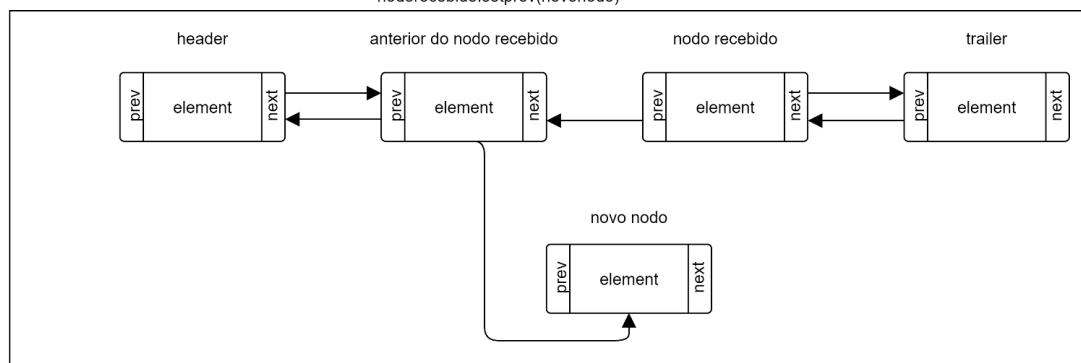 header
anterior do nodo recebido
nodo recebido
trailer
prev
element
next
prev
element
next
prev
element
next
prev
element
next
novo nodo
prev
element
next